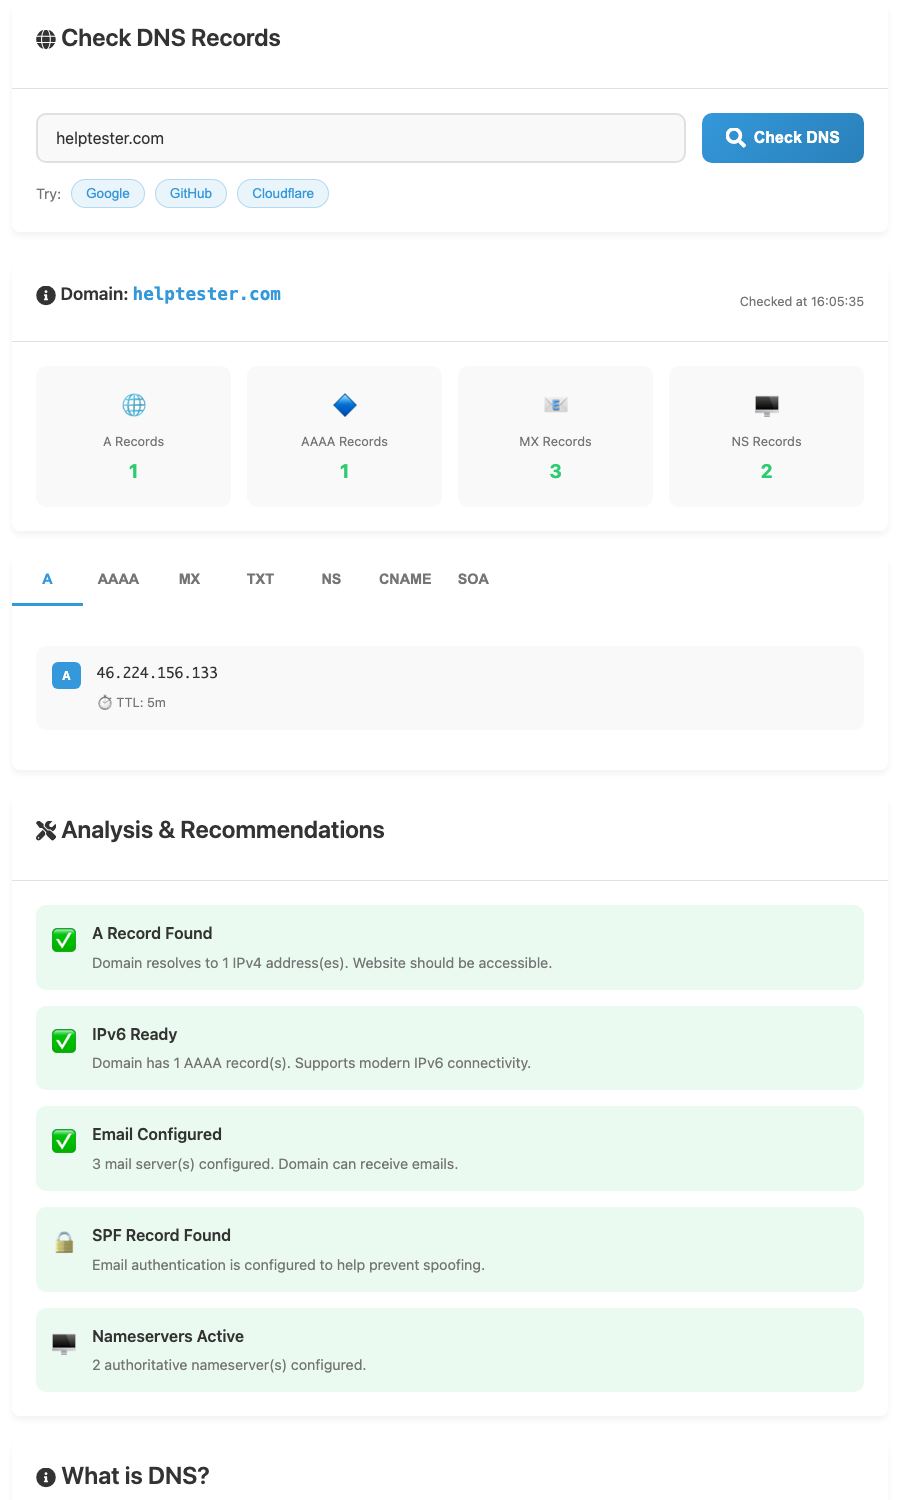 Check DNS Records
helptester.com
Check DNS
Try:
Google
GitHub
Cloudflare
Domain: helptester.com
Checked at 16:05:35
A Records
1
AAAA Records
1
MX Records
3
NS Records
2
A
AAAA
MX
TXT
NS
CNAME
SOA
A
46.224.156.133
TTL: 5m
Analysis & Recommendations
A Record Found
Domain resolves to 1 IPv4 address(es). Website should be accessible.
IPv6 Ready
Domain has 1 AAAA record(s). Supports modern IPv6 connectivity.
Email Configured
3 mail server(s) configured. Domain can receive emails.
SPF Record Found
Email authentication is configured to help prevent spoofing.
Nameservers Active
2 authoritative nameserver(s) configured.
What is DNS?